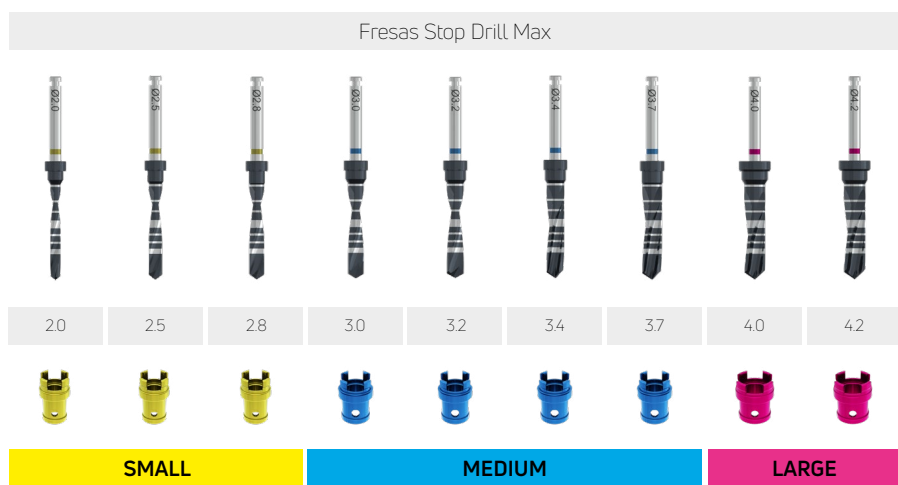 Fresas Stop Drill Max
Ø2.0 Ø2.5 Ø2.8 Ø3.0 Ø3.2 Ø3.4 Ø3.7 Ø4.0 Ø4.2
2.0 2.5 2.8 3.0 3.2 3.4 3.7 4.0 4.2
SMALL MEDIUM LARGE